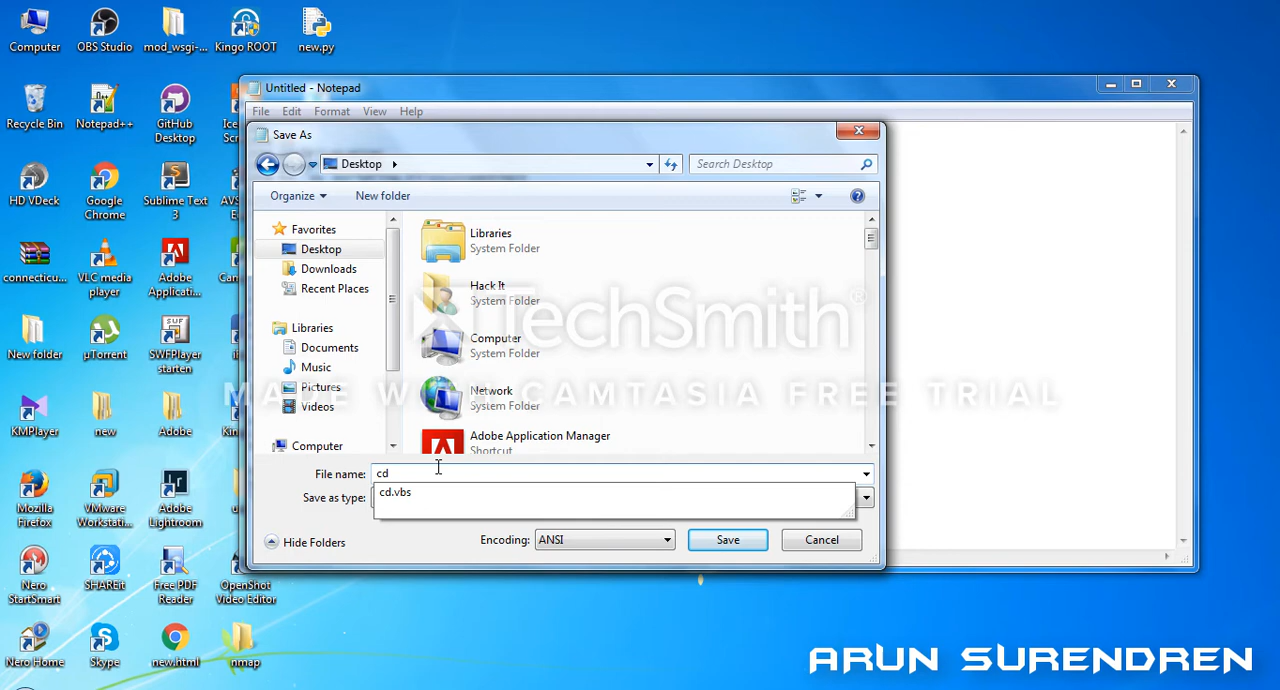 Computer
OBS Studio
mod_wsgi-...
Kingo ROOT
new.py
Recycle Bin
Notepad++
GitHub
Desktop
HD VDeck
Google
Chrome
Sublime Text
3
connecticu...
VLC media
player
Adobe
Applicati...
New folder
µTorrent
SWFPlayer
starten
KMPlayer
new
Adobe
Mozilla
Firefox
VMware
Workstati...
Adobe
Lightroom
Nero
StartSmart
SHAREit
Free PDF
Reader
OpenShot
Video Editor
Nero Home
Skype
new.html
nmap
Untitled - Notepad
File Edit Format View Help
Save As
Desktop
Search Desktop
Organize
New folder
Favorites
Desktop
Downloads
Recent Places
Libraries
Documents
Music
Pictures
Videos
Computer
Libraries
System Folder
Hack It
System Folder
Computer
System Folder
Network
System Folder
Adobe Application Manager
Shortcut
File name: cd
cd.vbs
Save as type:
Hide Folders
Encoding: ANSI
Save
Cancel
TechSmith®
MADE WITH CAMTASIA FREE TRIAL
ARUN SURENDREN